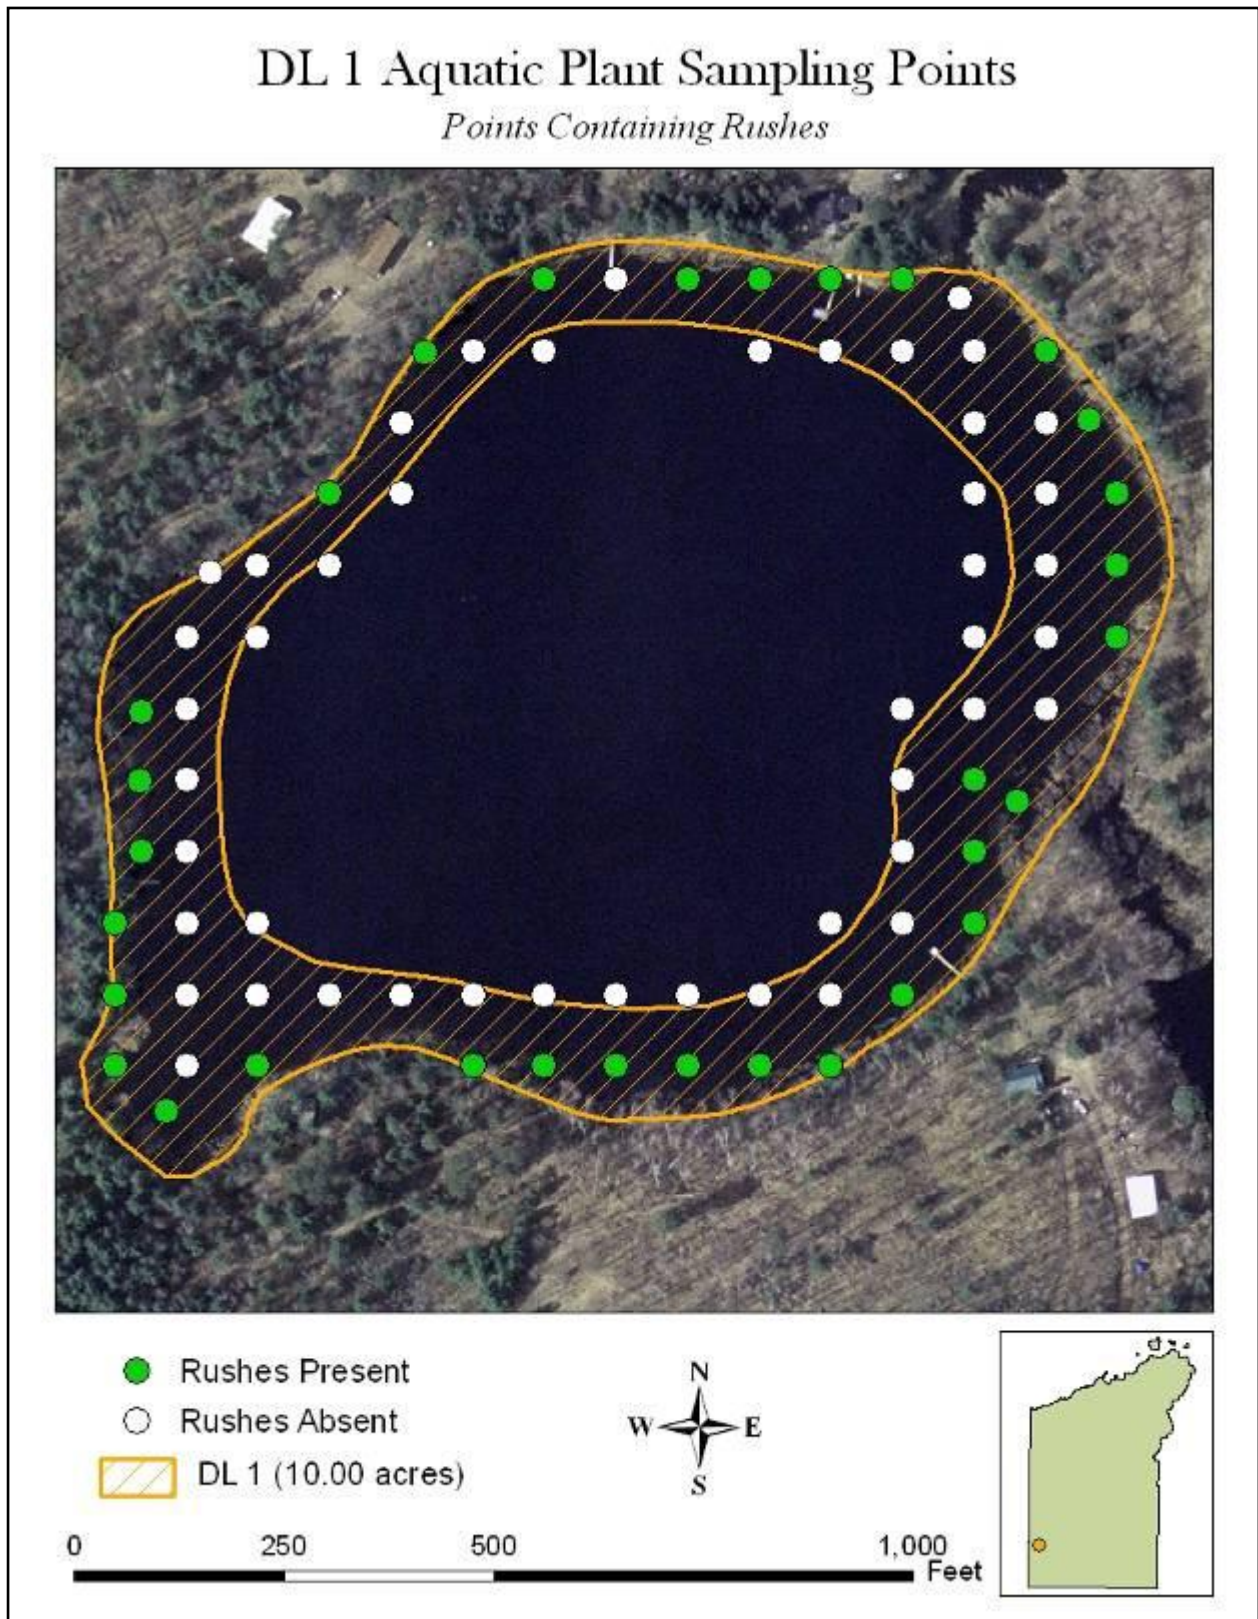 DL 1 Aquatic Plant Sampling Points
Points Containing Rushes
Rushes Present
Rushes Absent
DL 1 (10.00 acres)
N
W E
S
0 250 500 1,000
Feet